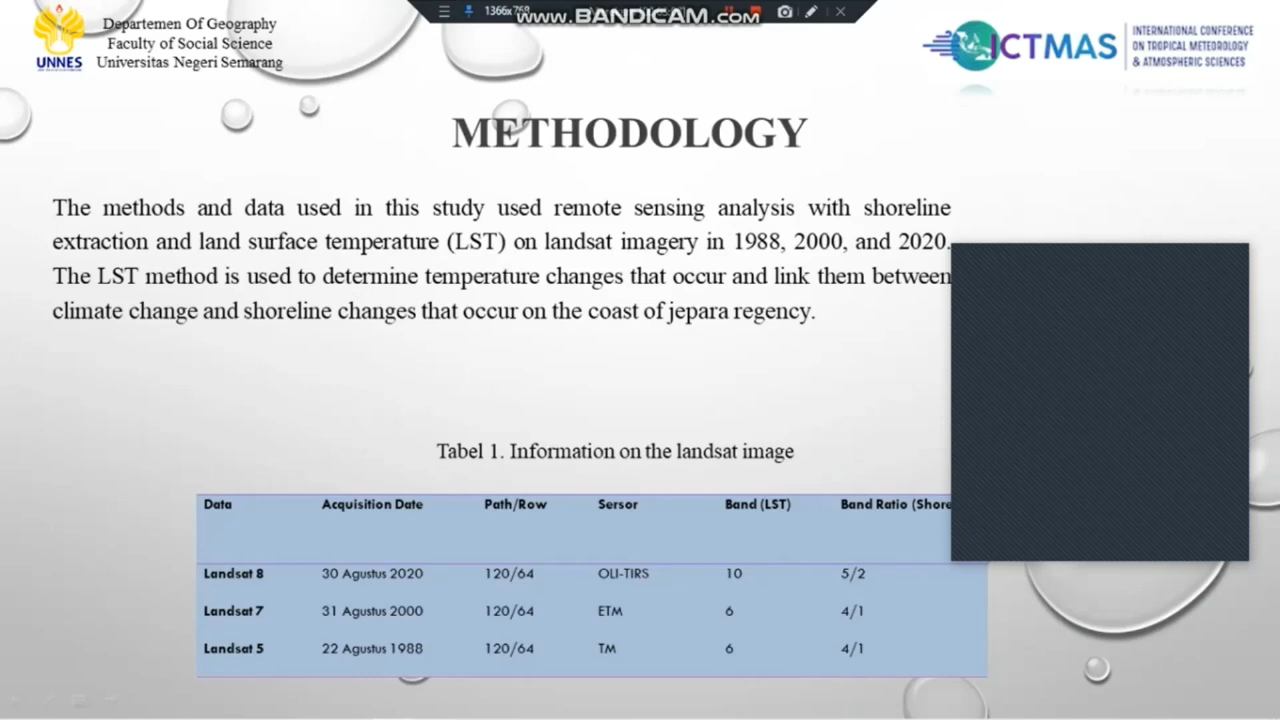 1366x768
www.BANDICAM.com
Departemen Of Geography
Faculty of Social Science
Universitas Negeri Semarang
UNNES
ICTMAS
INTERNATIONAL CONFERENCE
ON TROPICAL METEOROLOGY
& ATMOSPHERIC SCIENCES
METHODOLOGY
The methods and data used in this study used remote sensing analysis with shoreline
extraction and land surface temperature (LST) on landsat imagery in 1988, 2000, and 2020.
The LST method is used to determine temperature changes that occur and link them between
climate change and shoreline changes that occur on the coast of jepara regency.
Tabel 1. Information on the landsat image
Data Acquisition Date Path/Row Sersor Band (LST) Band Ratio (Shore
Landsat 8 30 Agustus 2020 120/64 OLI-TIRS 10 5/2
Landsat 7 31 Agustus 2000 120/64 ETM 6 4/1
Landsat 5 22 Agustus 1988 120/64 TM 6 4/1